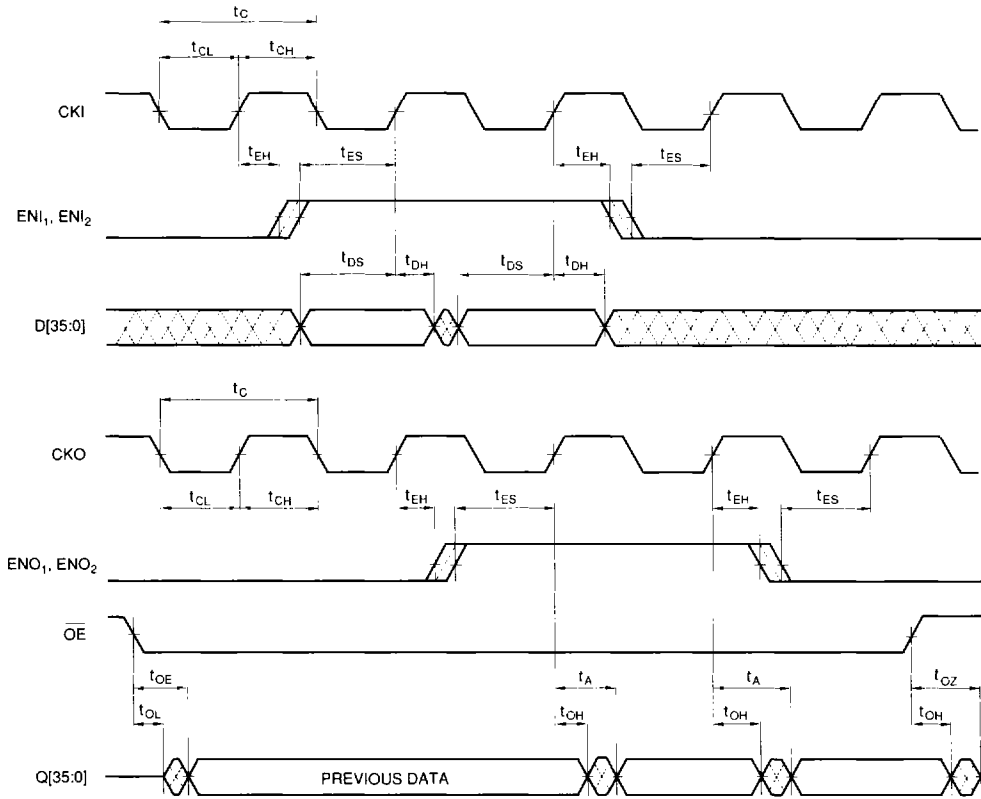 tC
tCL tCH
CKI
tEH tES tEH tES
ENI1, ENI2
tDS tDH tDS tDH
D[35:0]
tC
CKO
tCL tCH tEH tES tEH tES
ENO1, ENO2
OE
tOE tA tA tOZ
tOL tOH tOH tOH
Q[35:0] PREVIOUS DATA